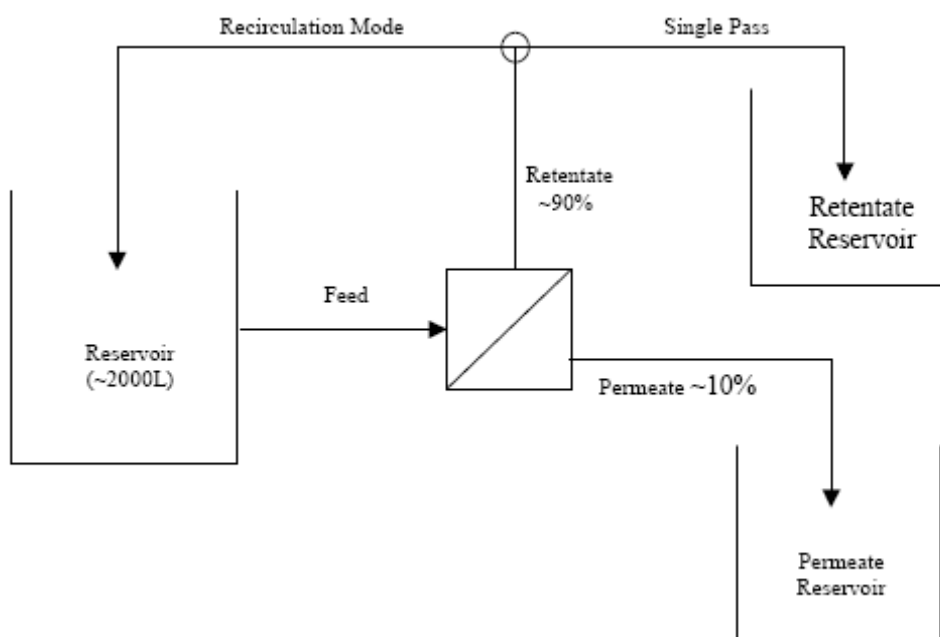 Recirculation Mode
Single Pass
Retentate
~90%
Retentate
Reservoir
Feed
Reservoir
(~2000L)
Permeate ~10%
Permeate
Reservoir